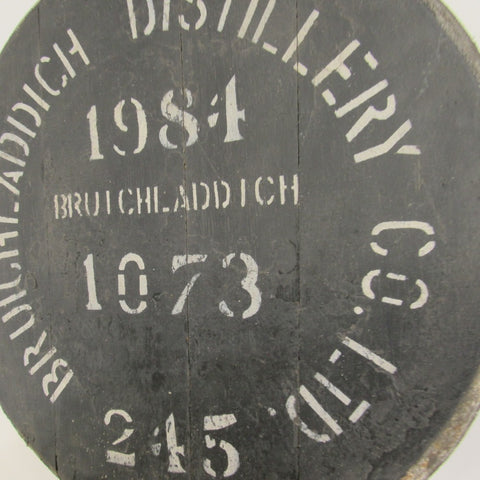 BRUICHLADDICH DISTILLERY CO. LTD.
1984
BRUICHLADDICH
1073
245